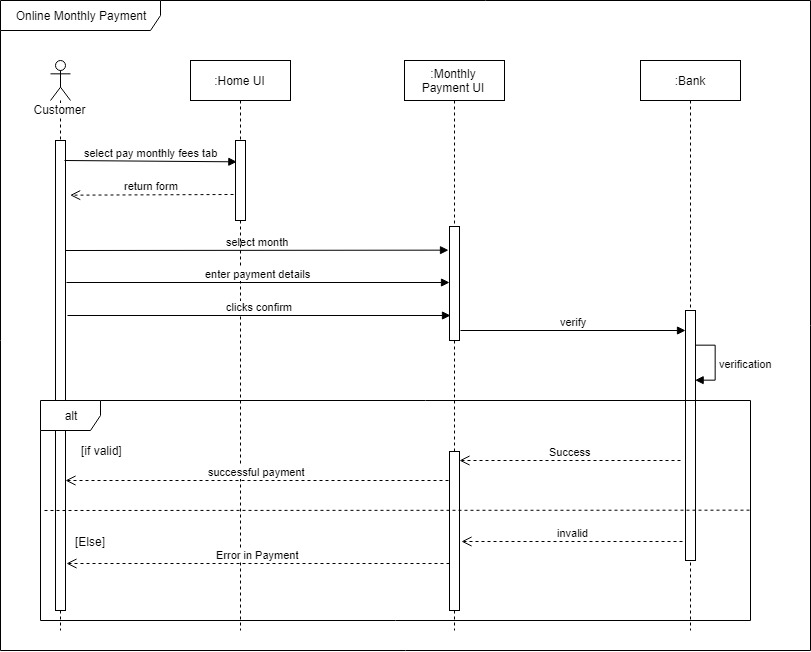 Online Monthly Payment
Customer
:Home UI
:Monthly
Payment UI
:Bank
select pay monthly fees tab
return form
select month
enter payment details
clicks confirm
verify
verification
alt
[if valid]
Success
successful payment
invalid
[Else]
Error in Payment